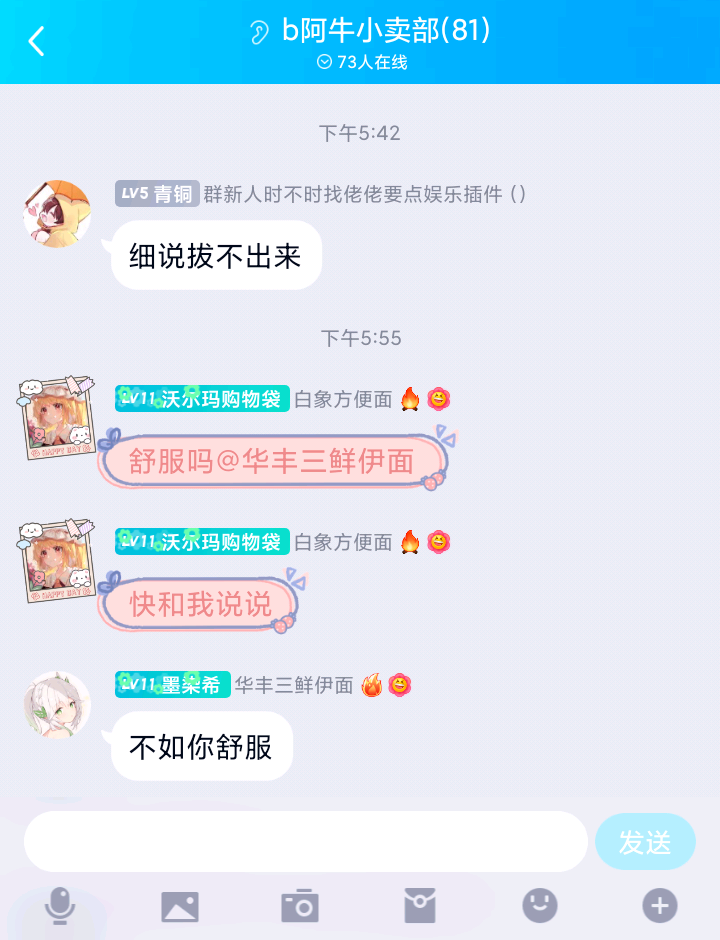 b阿牛小卖部(81)
73人在线
下午5:42
LV5 青铜 群新人时不时找佬佬要点娱乐插件 ()
细说拔不出来
下午5:55
LV11 沃尔玛购物袋 白象方便面
舒服吗@华丰三鲜伊面
LV11 沃尔玛购物袋 白象方便面
快和我说说
LV11 墨染希 华丰三鲜伊面
不如你舒服
发送